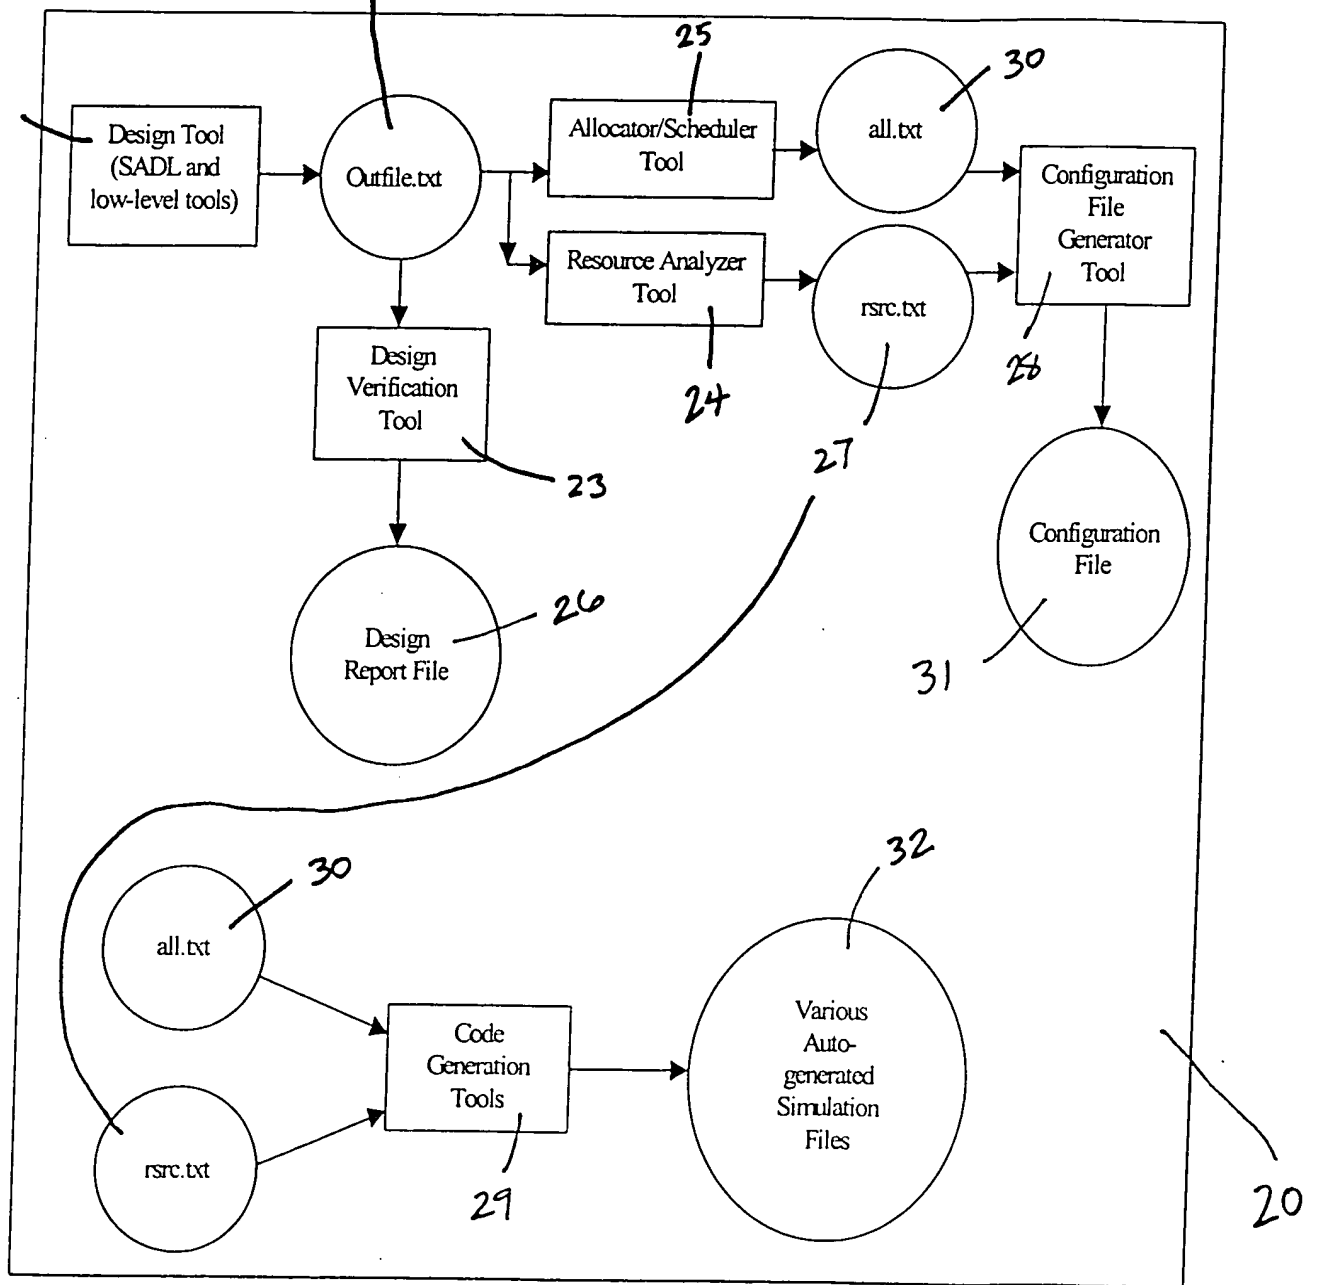 25
30
Design Tool
(SADL and
low-level tools)
Outfile.txt
Allocator/Scheduler
Tool
all.txt
Configuration
File
Generator
Tool
28
Resource Analyzer
Tool
24
rsrc.txt
27
Design
Verification
Tool
23
Configuration
File
31
Design
Report File
26
30
all.txt
rsrc.txt
Code
Generation
Tools
29
32
Various
Auto-
generated
Simulation
Files
20